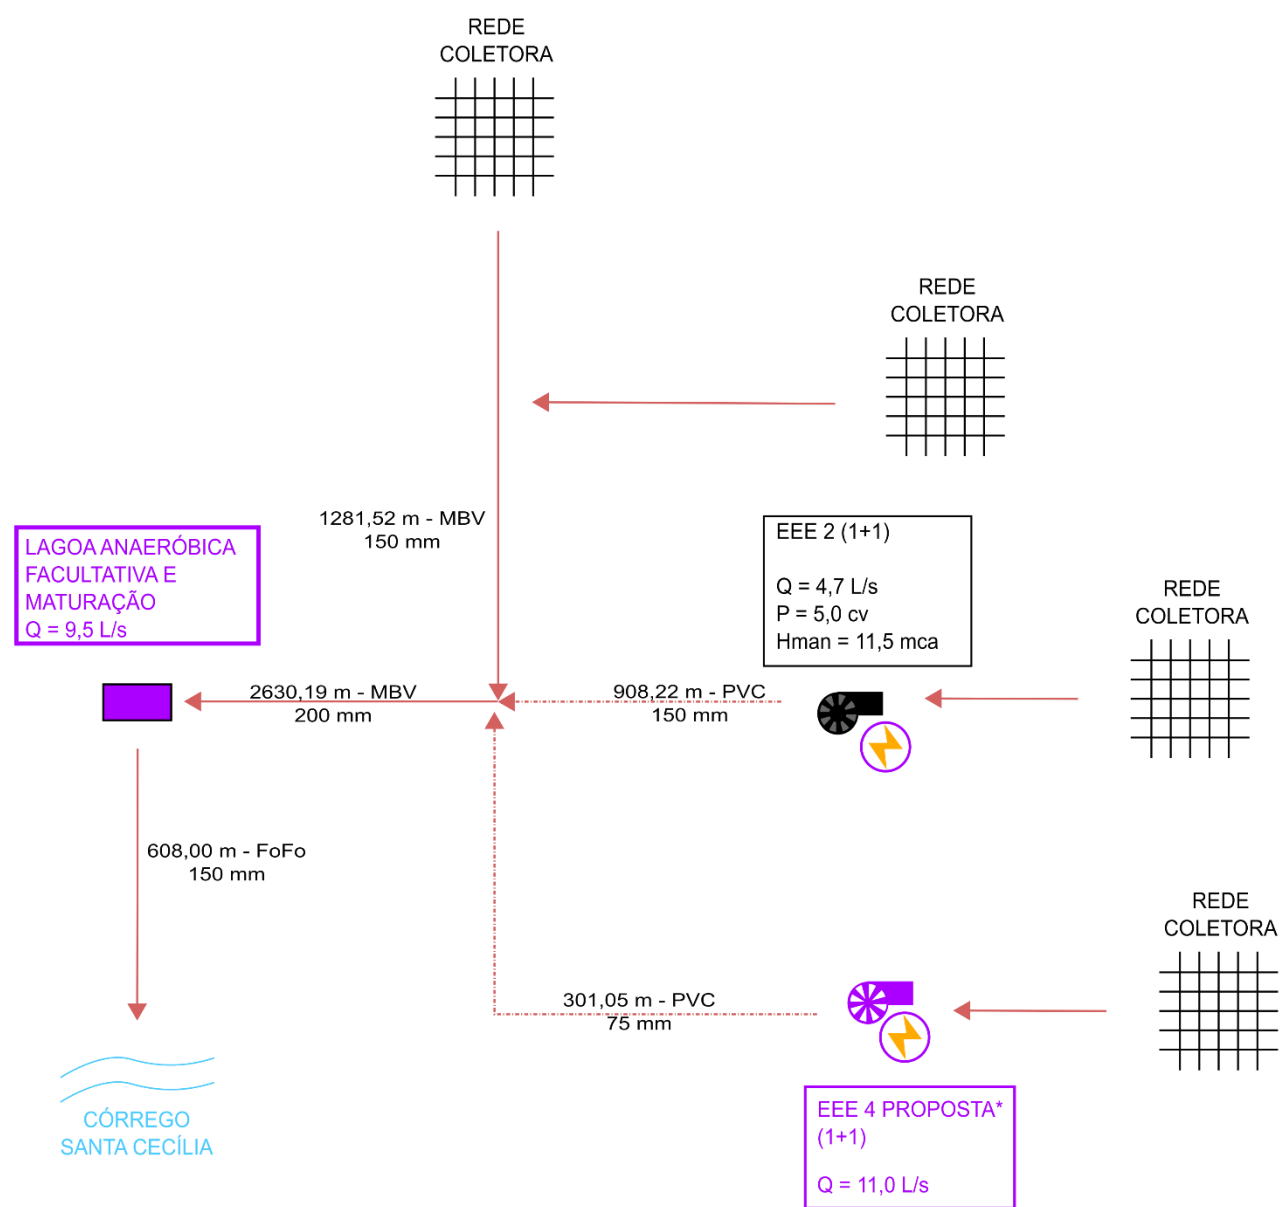 REDE
COLETORA
REDE
COLETORA
1281,52 m - MBV
150 mm
LAGOA ANAERÓBICA
FACULTATIVA E
MATURAÇÃO
Q = 9,5 L/s
EEE 2 (1+1)
Q = 4,7 L/s
P = 5,0 cv
Hman = 11,5 mca
REDE
COLETORA
2630,19 m - MBV
200 mm
908,22 m - PVC
150 mm
608,00 m - FoFo
150 mm
REDE
COLETORA
301,05 m - PVC
75 mm
CÓRREGO
SANTA CECÍLIA
EEE 4 PROPOSTA*
(1+1)
Q = 11,0 L/s